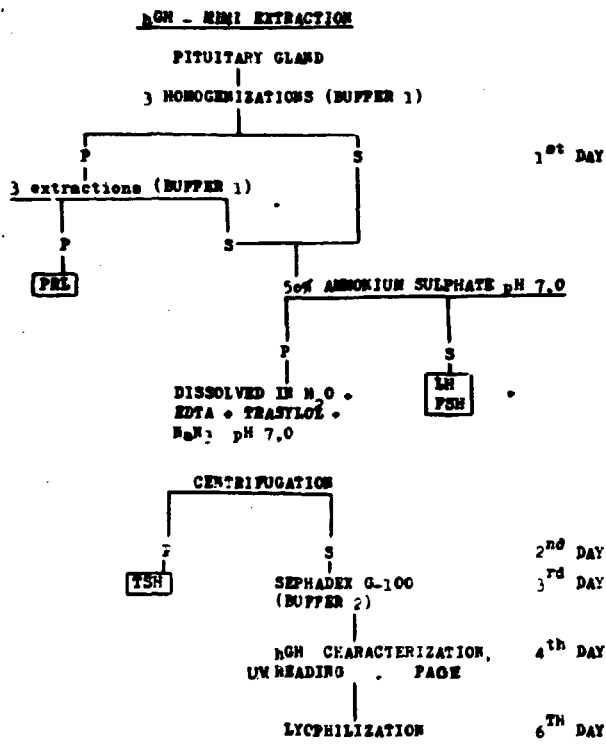 hGH - MINI EXTRACTION
PITUITARY GLAND
3 HOMOGENIZATIONS (BUFFER 1)
P S 1st DAY
3 extractions (BUFFER 1)
P S
PRL
50% AMMONIUM SULPHATE pH 7,0
P S
DISSOLVED IN H2O + LH
EDTA + TRASYLOL + FSH
NaN3 pH 7,0
CENTRIFUGATION
P S 2nd DAY
TSH SEPHADEX G-100 3rd DAY
(BUFFER 2)
hGH CHARACTERIZATION, 4th DAY
U.V. READING . PAGE
LYOPHILIZATION 6TH DAY